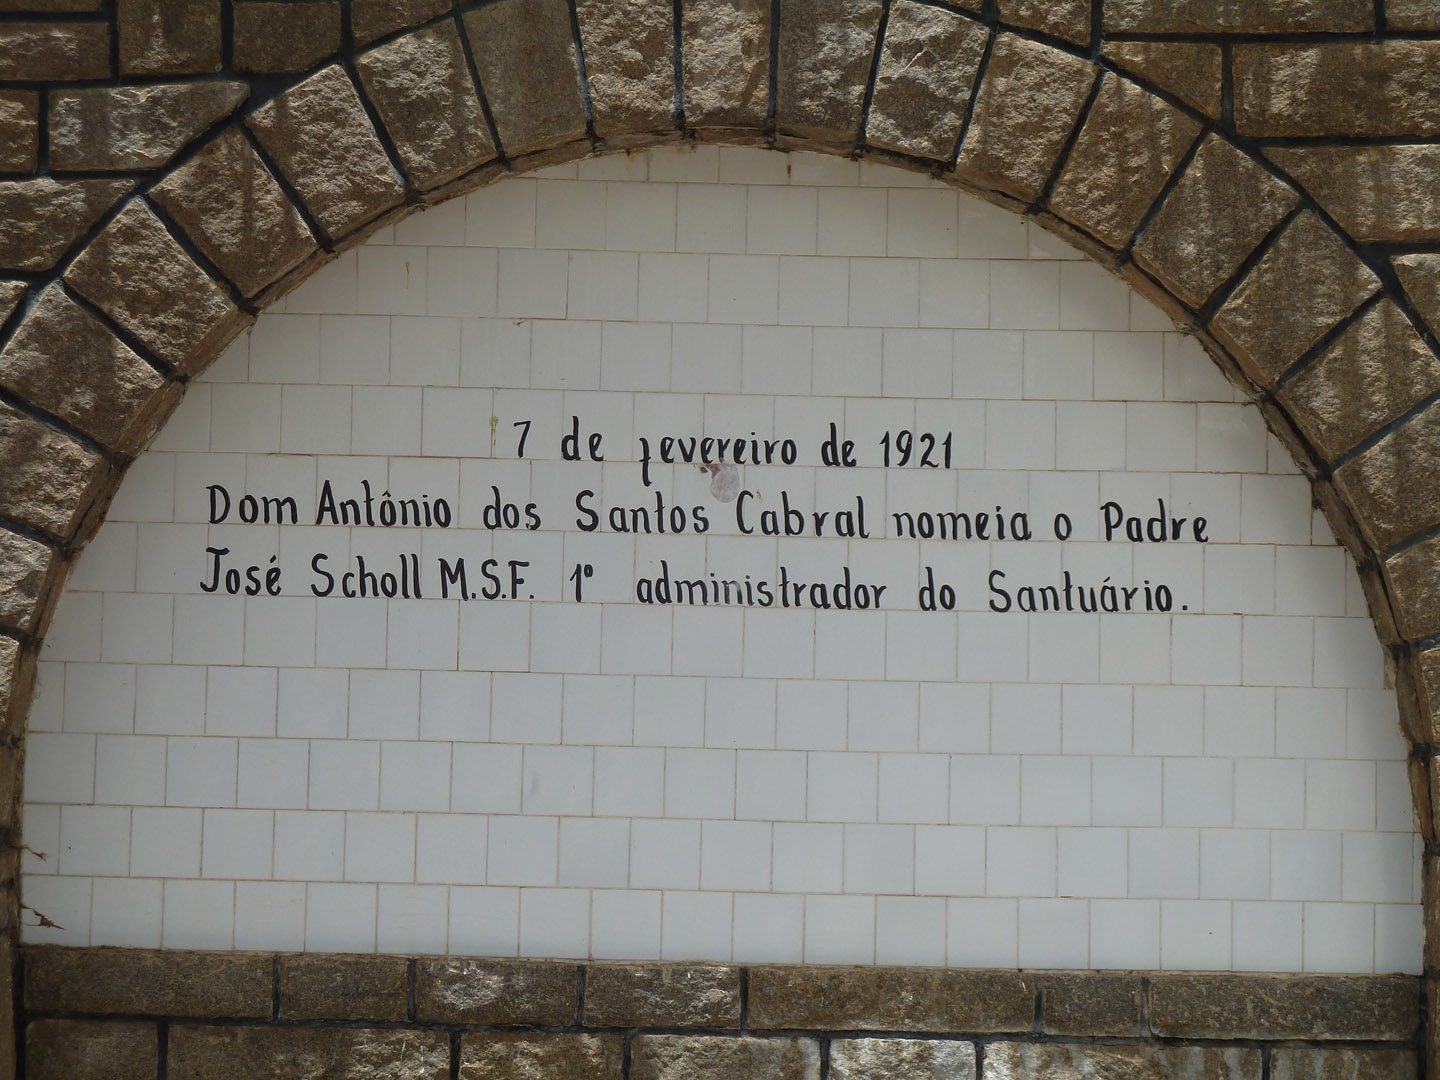 7 de fevereiro de 1921
Dom Antônio dos Santos Cabral nomeia o Padre
José Scholl M.S.F. 1º administrador do Santuário.